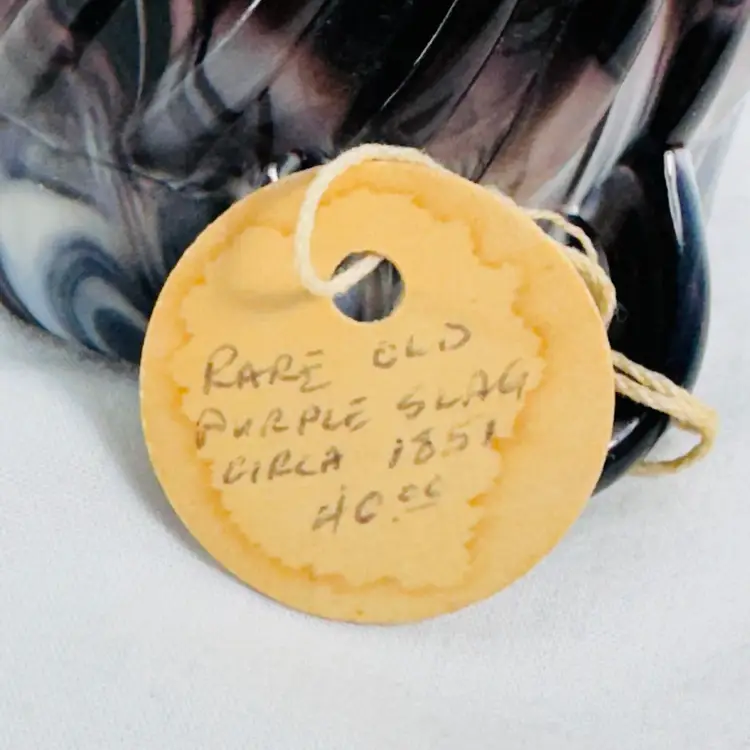 RARE OLD
PURPLE SLAG
CIRCA 1851
40.00